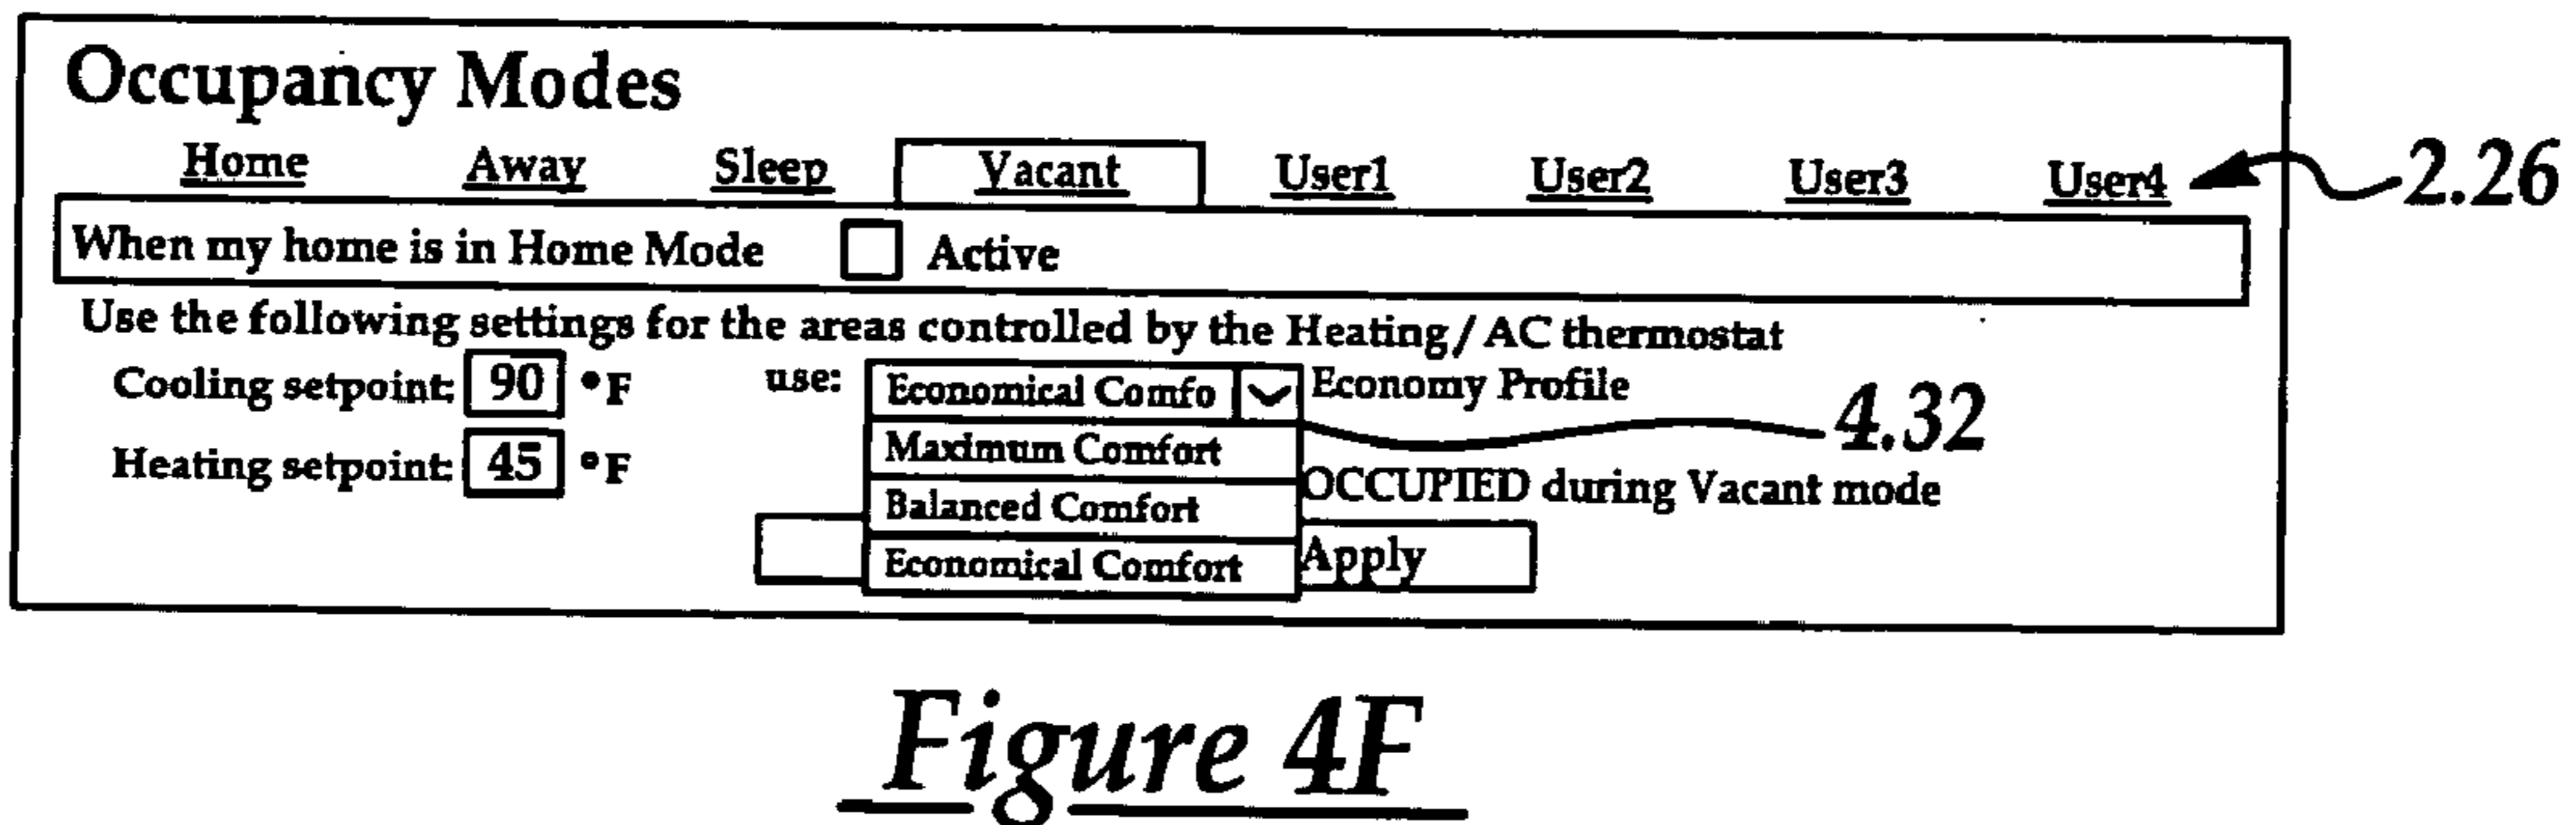 Occupancy Modes
Home Away Sleep Vacant User1 User2 User3 User4 2.26
When my home is in Home Mode Active
Use the following settings for the areas controlled by the Heating/AC thermostat
Cooling setpoint: 90 °F use: Economical Comfo Economy Profile
4.32
Maximum Comfort
Heating setpoint: 45 °F OCCUPIED during Vacant mode
Balanced Comfort
Economical Comfort Apply
Figure 4F